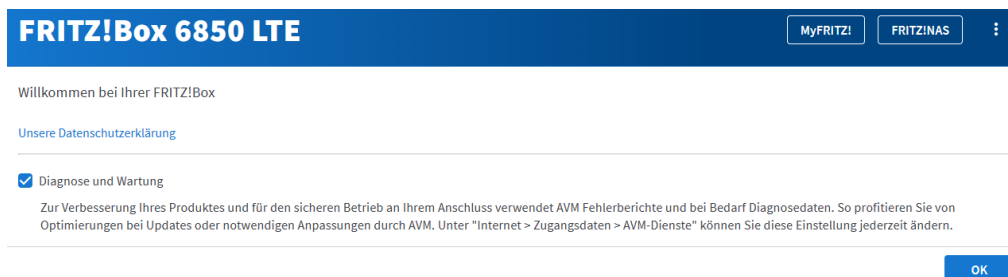 FRITZ!Box 6850 LTE
MyFRITZ!
FRITZ!NAS
Willkommen bei Ihrer FRITZ!Box
Unsere Datenschutzerklärung
Diagnose und Wartung
Zur Verbesserung Ihres Produktes und für den sicheren Betrieb an Ihrem Anschluss verwendet AVM Fehlerberichte und bei Bedarf Diagnosedaten. So profitieren Sie von
Optimierungen bei Updates oder notwendigen Anpassungen durch AVM. Unter "Internet > Zugangsdaten > AVM-Dienste" können Sie diese Einstellung jederzeit ändern.
OK